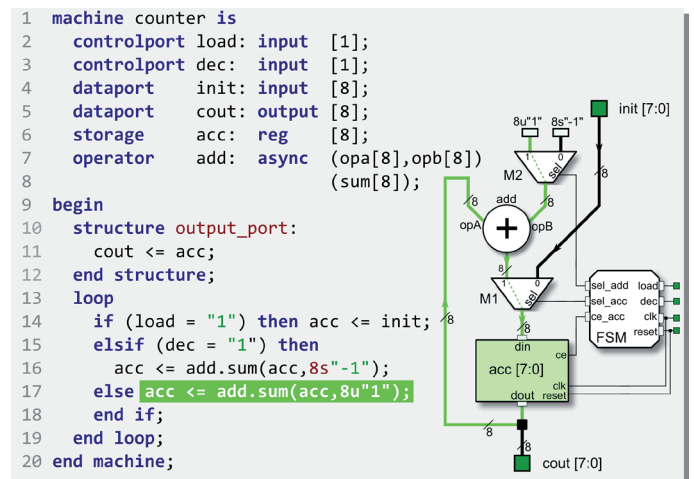 1 machine counter is
2 controlport load: input [1];
3 controlport dec: input [1];
4 dataport init: input [8];
5 dataport cout: output [8];
6 storage acc: reg [8];
7 operator add: async (opa[8],opb[8])
8 (sum[8]);
9 begin
10 structure output_port:
11 cout <= acc;
12 end structure;
13 loop
14 if (load = "1") then acc <= init;
15 elsif (dec = "1") then
16 acc <= add.sum(acc,8s"-1");
17 else acc <= add.sum(acc,8u"1");
18 end if;
19 end loop;
20 end machine;
init [7:0]
8u"1" 8s"-1"
1 0
sel
M2
8
8
8
add
opA + opB
8
1 0
sel
M1
8
8
sel_add load
sel_acc dec
ce_acc clk
reset
FSM
din
ce
acc [7:0]
clk
dout reset
8
8
cout [7:0]